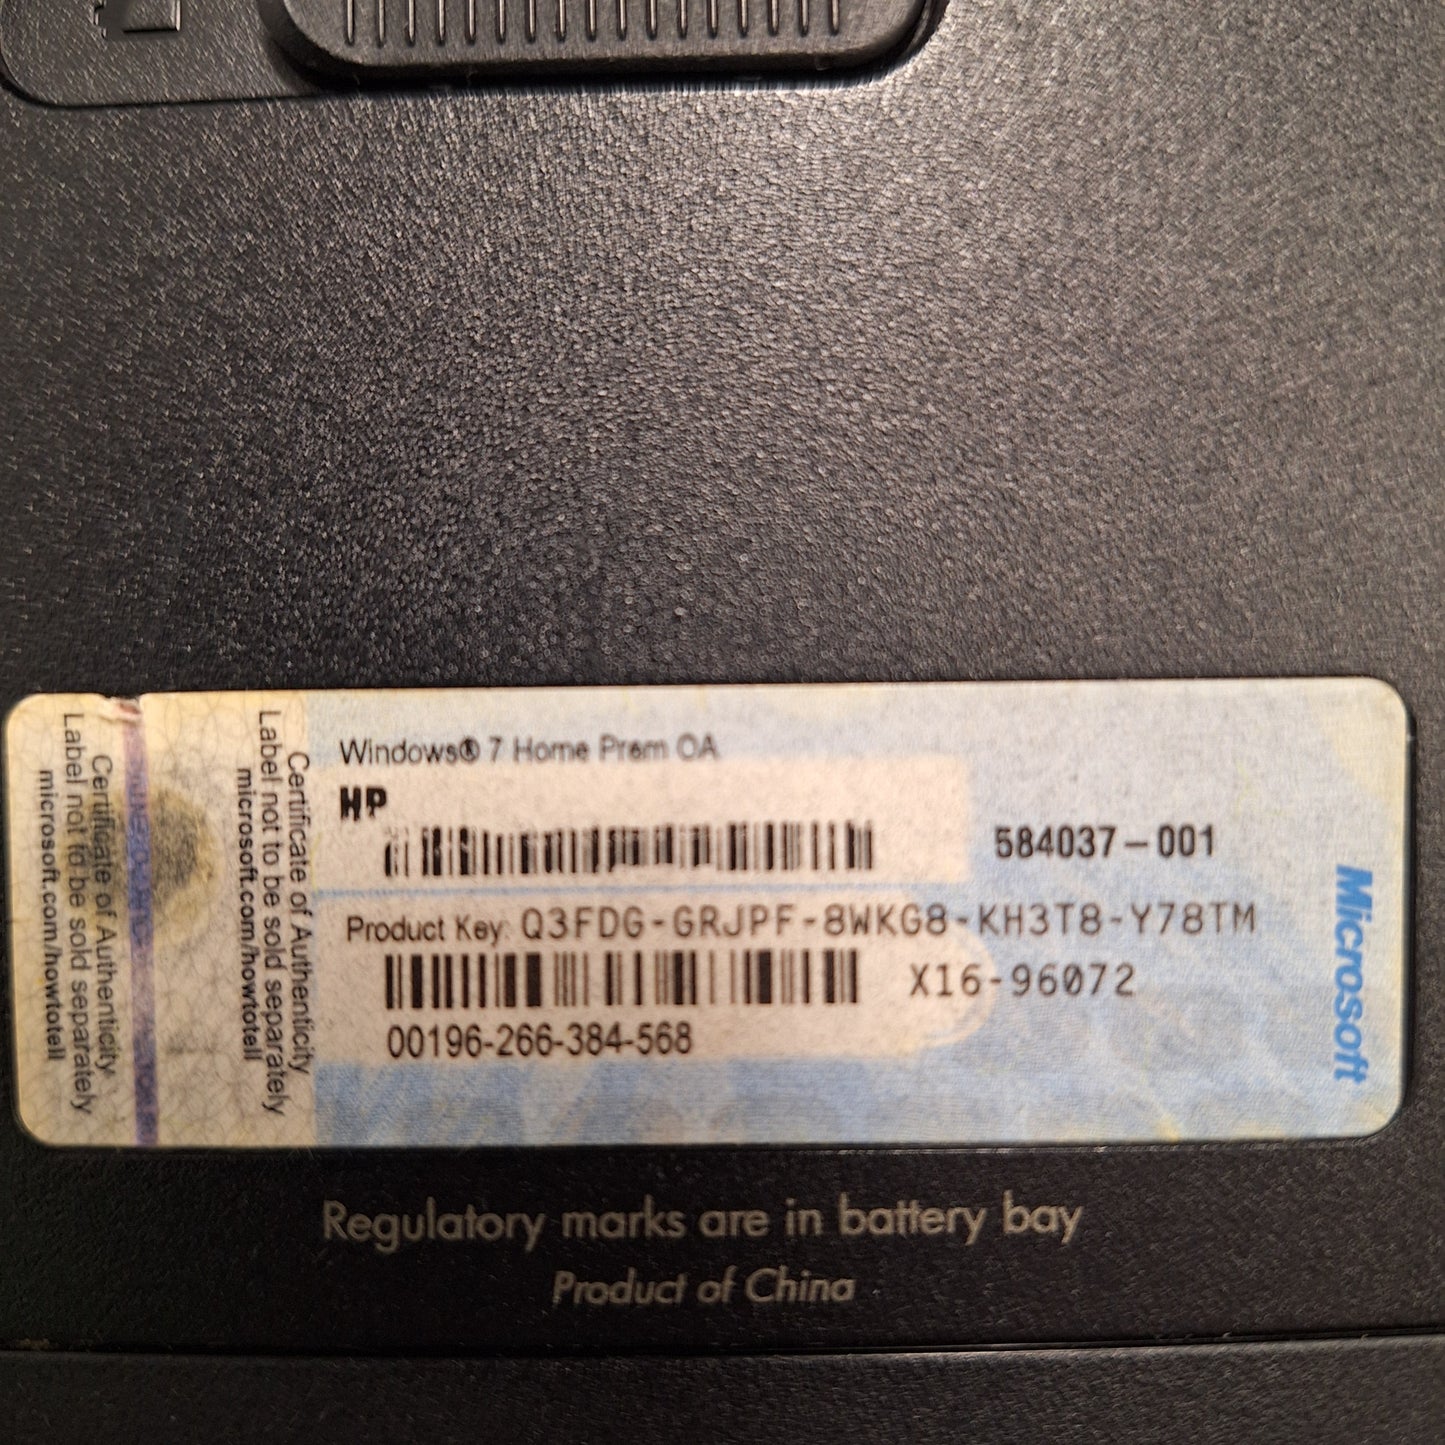 Certificate of Authenticity
Label not to be sold separately
microsoft.com/howtotell
Certificate of Authenticity
Label not to be sold separately
microsoft.com/howtotell
Windows® 7 Home Prem OA
HP
584037-001
Product Key: Q3FDG-GRJPF-8WKG8-KH3T8-Y78TM
X16-96072
00196-266-384-568
Microsoft
Regulatory marks are in battery bay
Product of China